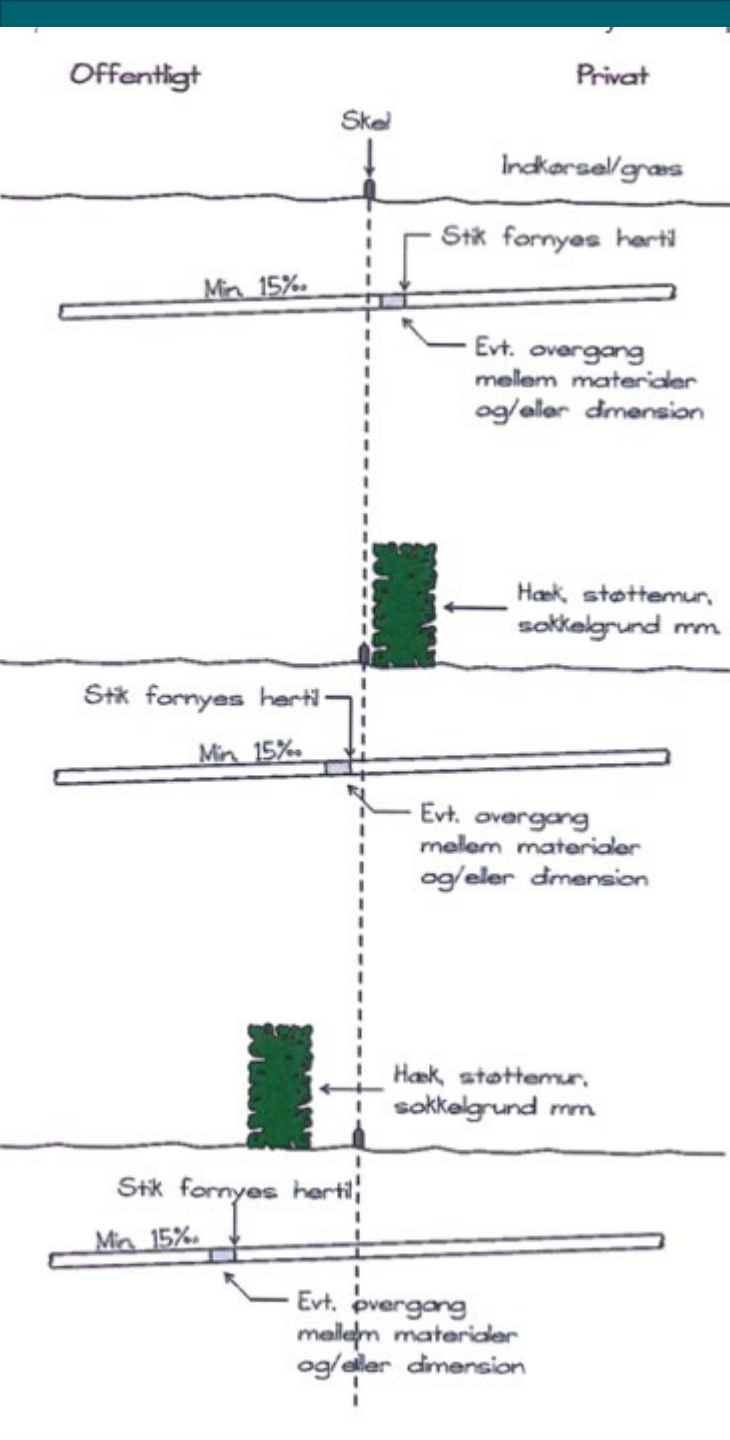 Offentligt
Privat
Skel
Indkørsel/græs
Stik fornyes hertil
Min. 15‰
Evt. overgang
mellem materialer
og/eller dimension
Hæk, støttemur,
sokkelgrund mm.
Stik fornyes hertil
Min. 15‰
Evt. overgang
mellem materialer
og/eller dimension
Hæk, støttemur,
sokkelgrund mm.
Stik fornyes hertil
Min. 15‰
Evt. overgang
mellem materialer
og/eller dimension